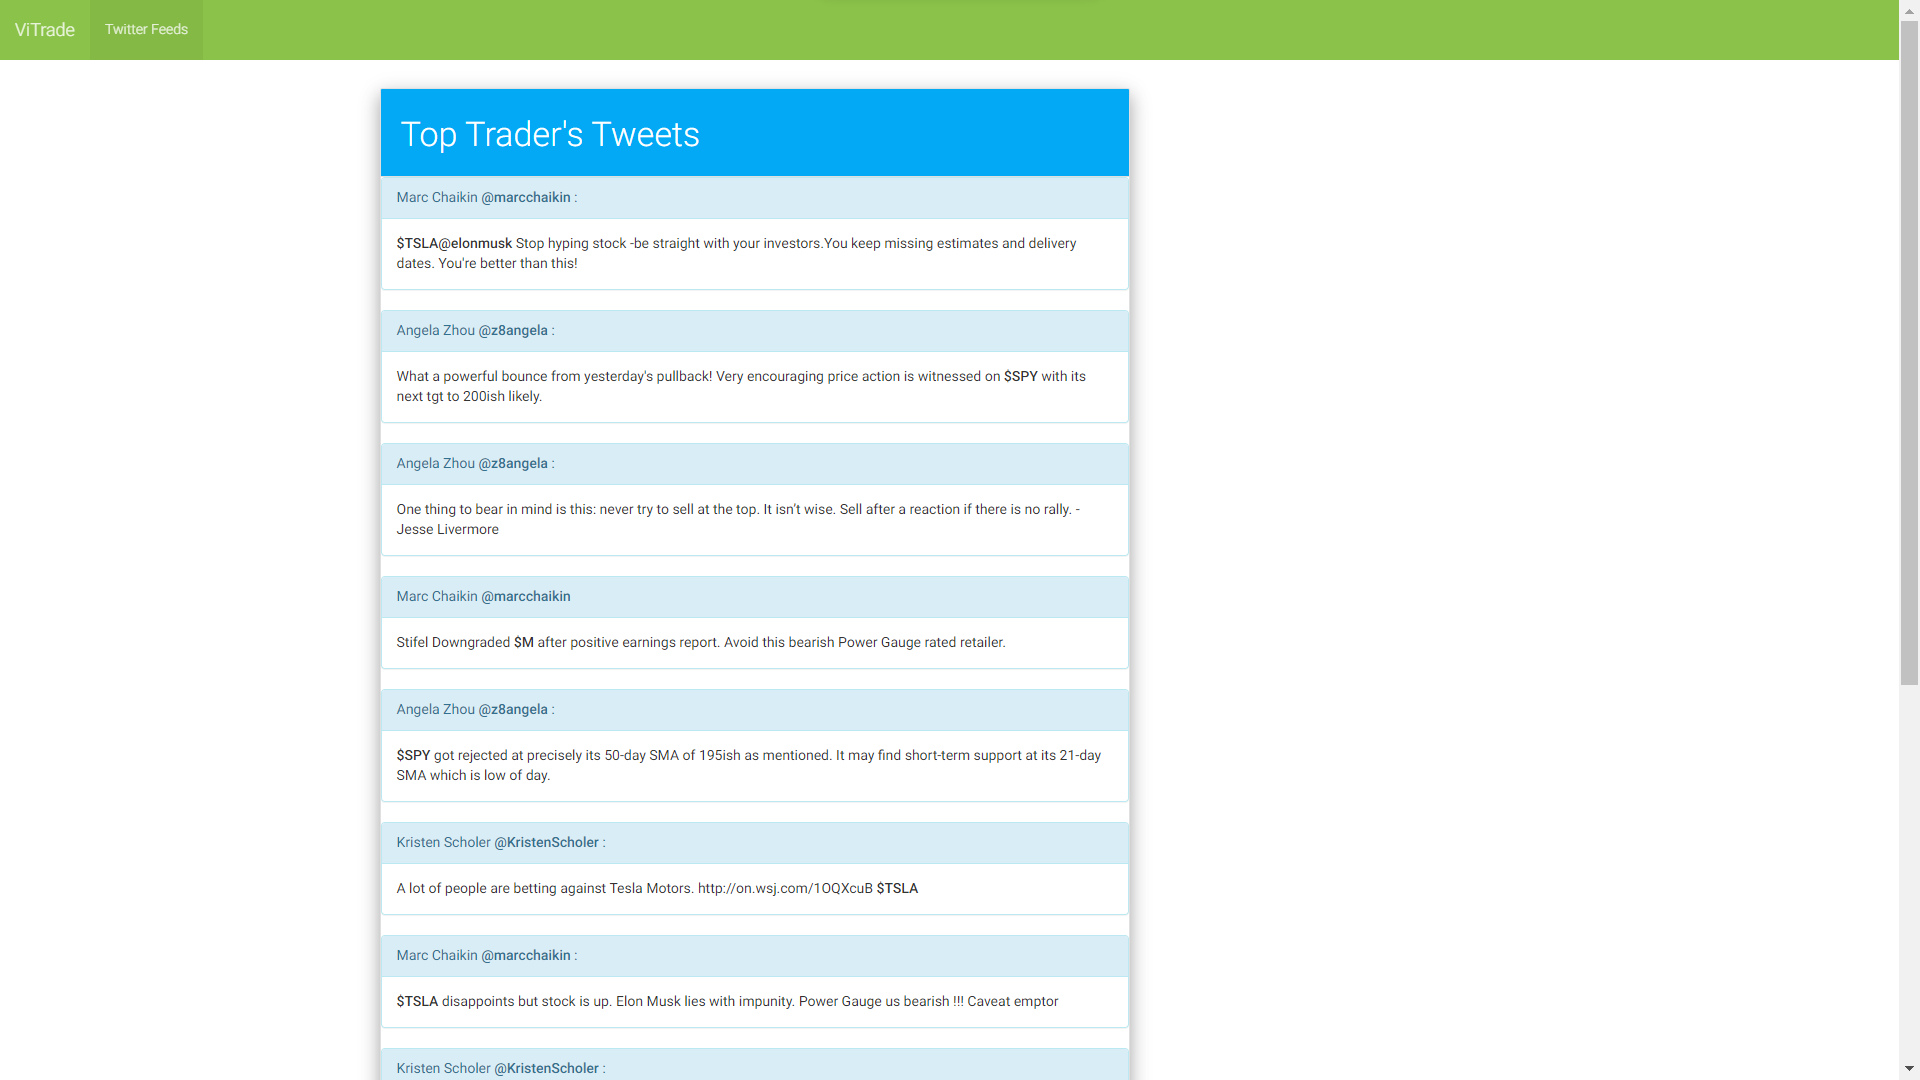 ViTrade
Twitter Feeds
Top Trader's Tweets
Marc Chaikin @marcchaikin :
$TSLA@elonmusk Stop hyping stock -be straight with your investors.You keep missing estimates and delivery
dates. You're better than this!
Angela Zhou @z8angela :
What a powerful bounce from yesterday's pullback! Very encouraging price action is witnessed on $SPY with its
next tgt to 200ish likely.
Angela Zhou @z8angela :
One thing to bear in mind is this: never try to sell at the top. It isn’t wise. Sell after a reaction if there is no rally. -
Jesse Livermore
Marc Chaikin @marcchaikin
Stifel Downgraded $M after positive earnings report. Avoid this bearish Power Gauge rated retailer.
Angela Zhou @z8angela :
$SPY got rejected at precisely its 50-day SMA of 195ish as mentioned. It may find short-term support at its 21-day
SMA which is low of day.
Kristen Scholer @KristenScholer :
A lot of people are betting against Tesla Motors. http://on.wsj.com/1OQXcuB $TSLA
Marc Chaikin @marcchaikin :
$TSLA disappoints but stock is up. Elon Musk lies with impunity. Power Gauge us bearish !!! Caveat emptor
Kristen Scholer @KristenScholer :